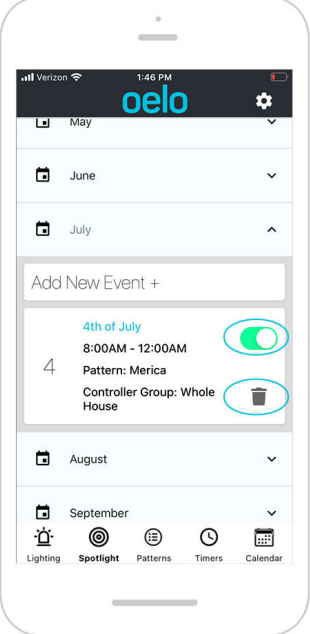 Verizon 1:46 PM
oelo
May
June
July
Add New Event +
4th of July
8:00AM - 12:00AM
4
Pattern: Merica
Controller Group: Whole
House
August
September
Lighting Spotlight Patterns Timers Calendar